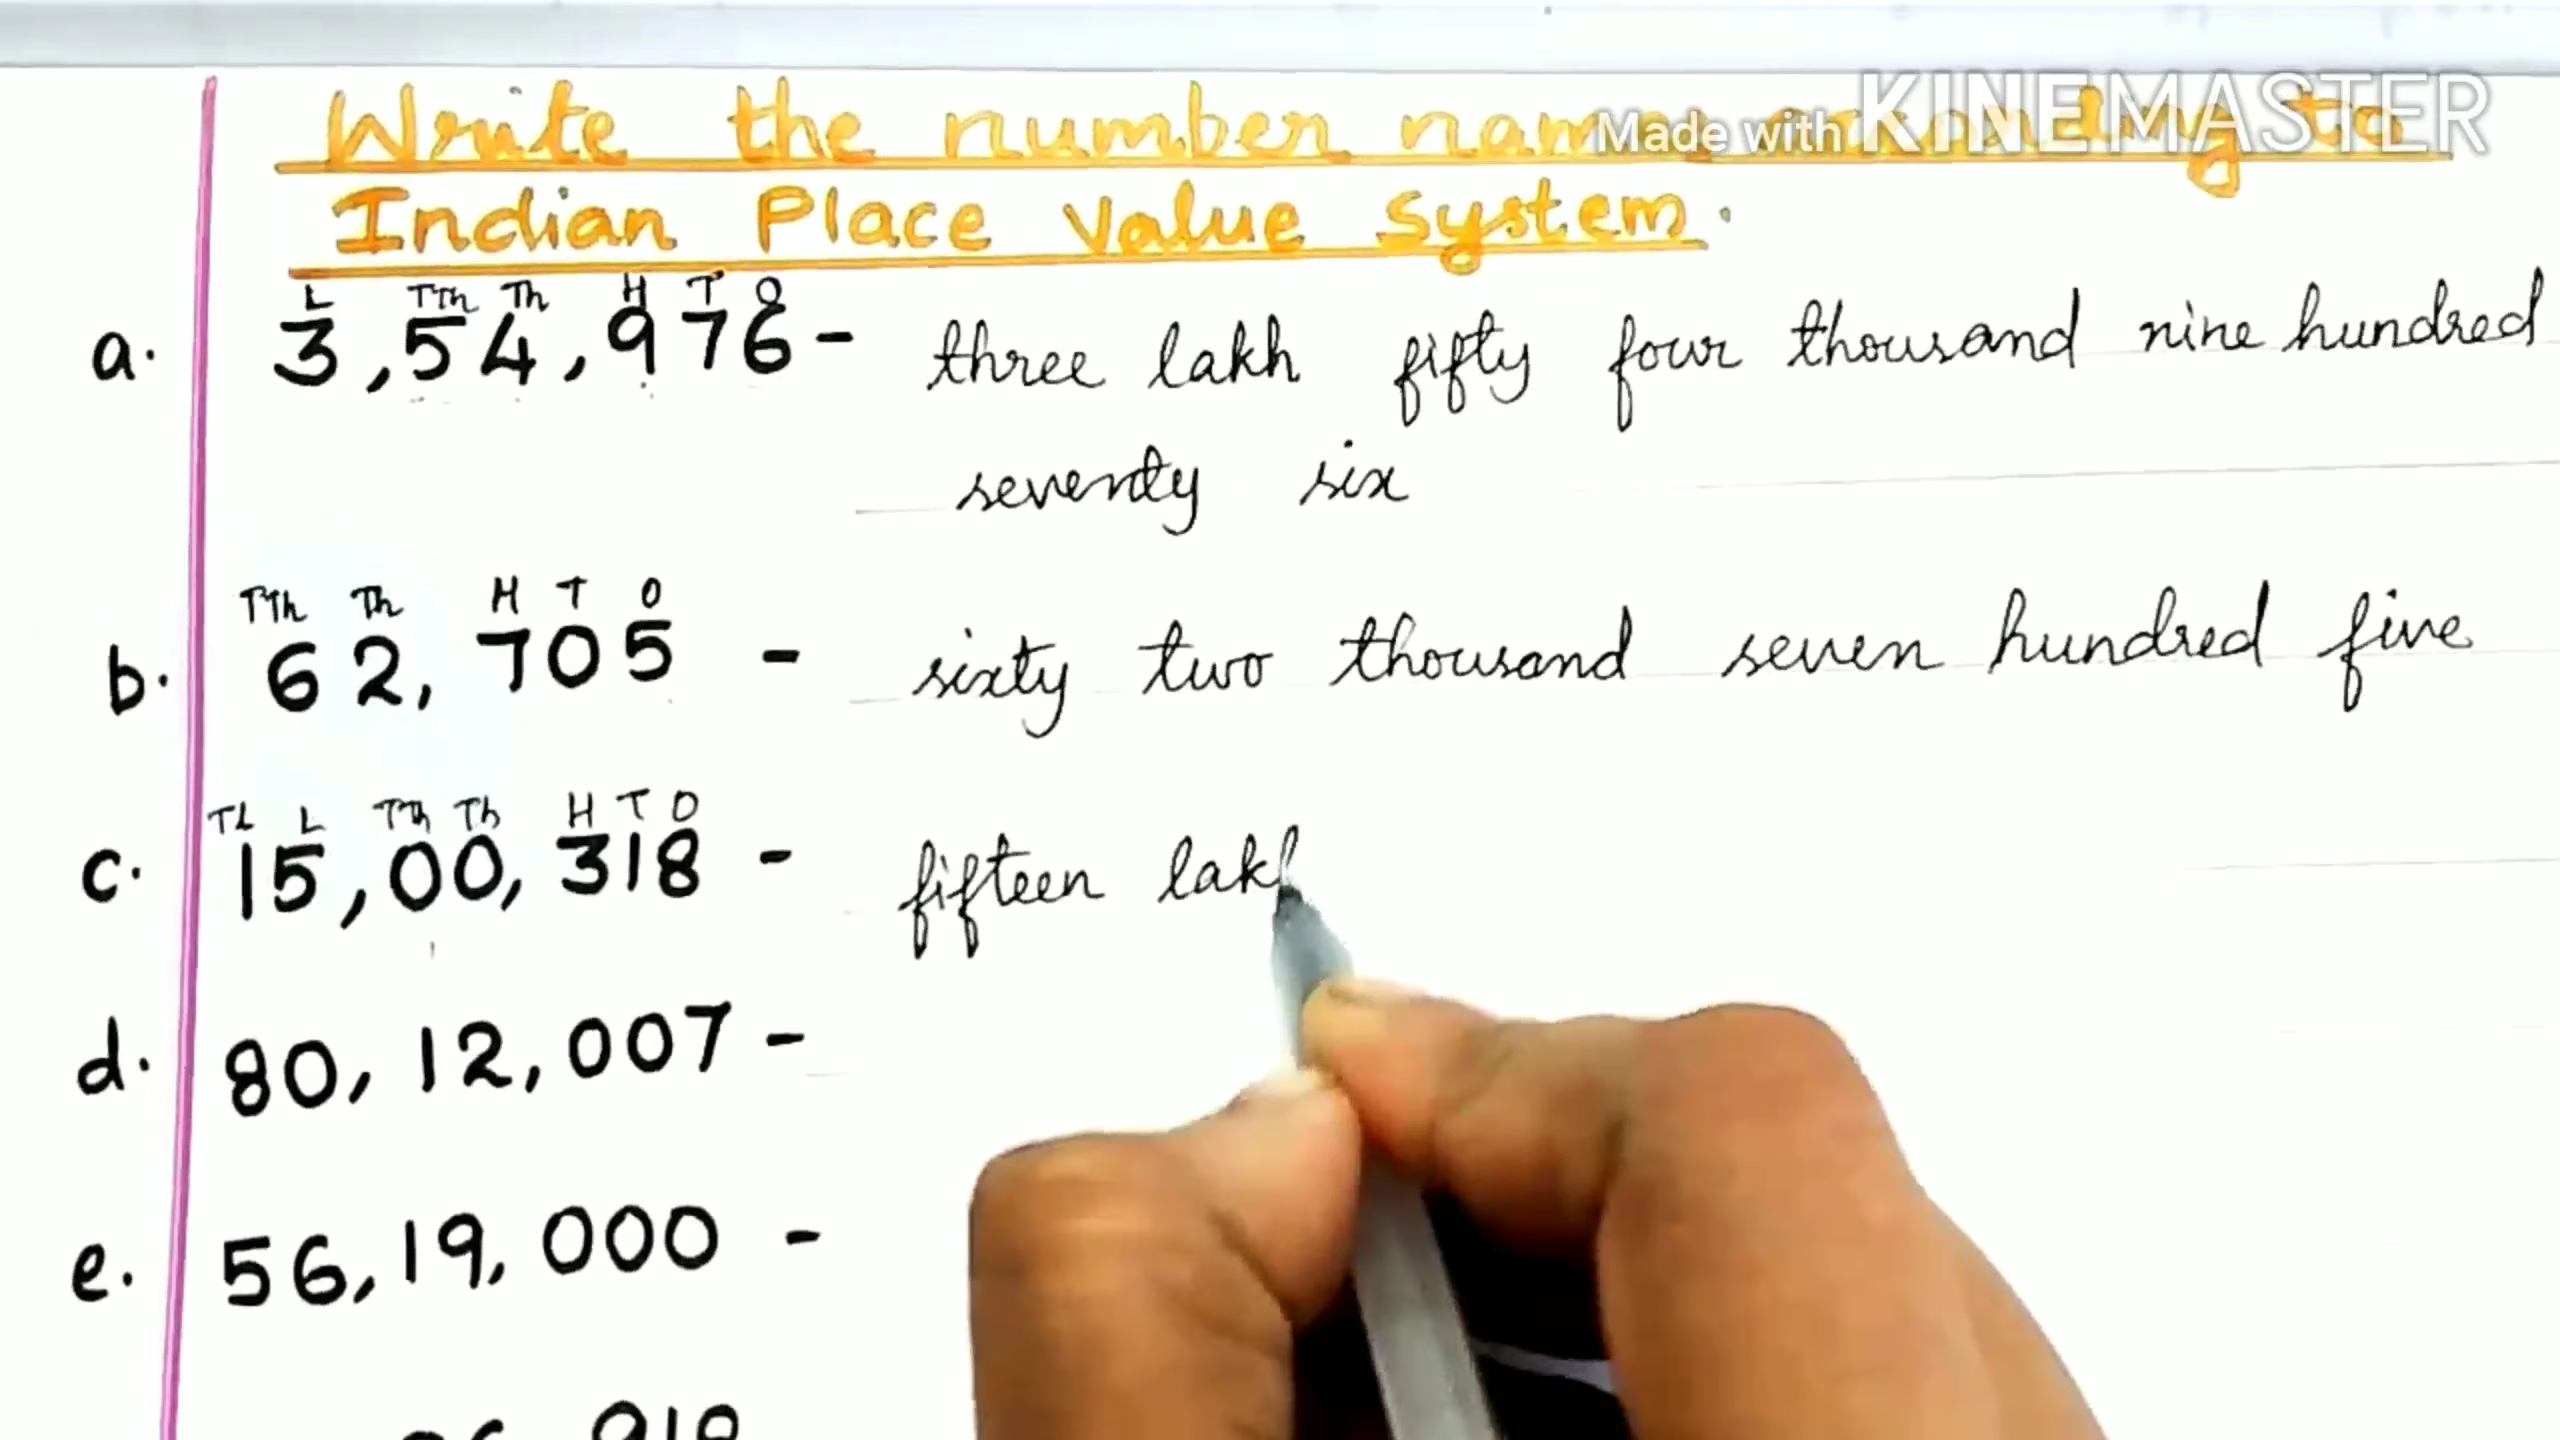 Write the number name according to
Made with KINEMASTER
Indian Place Value System.
L TTh Th H T O
a. 3,54,976 - three lakh fifty four thousand nine hundred
seventy six
TTh Th H T O
b. 62,705 - sixty two thousand seven hundred five
TL L TTh Th H T O
c. 15,00,318 - fifteen lakh
d. 80,12,007 -
e. 56,19,000 -